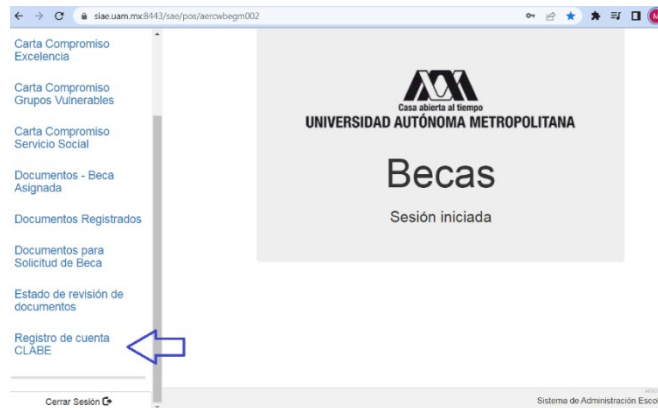 siae.uam.mx:8443/sae/pos/aercwbegm002
M
Carta Compromiso
Excelencia
Carta Compromiso
Grupos Vulnerables
Carta Compromiso
Servicio Social
Documentos - Beca
Asignada
Documentos Registrados
Documentos para
Solicitud de Beca
Estado de revisión de
documentos
Registro de cuenta
CLABE
Cerrar Sesión
Casa abierta al tiempo
UNIVERSIDAD AUTÓNOMA METROPOLITANA
Becas
Sesión iniciada
Sistema de Administración Escol